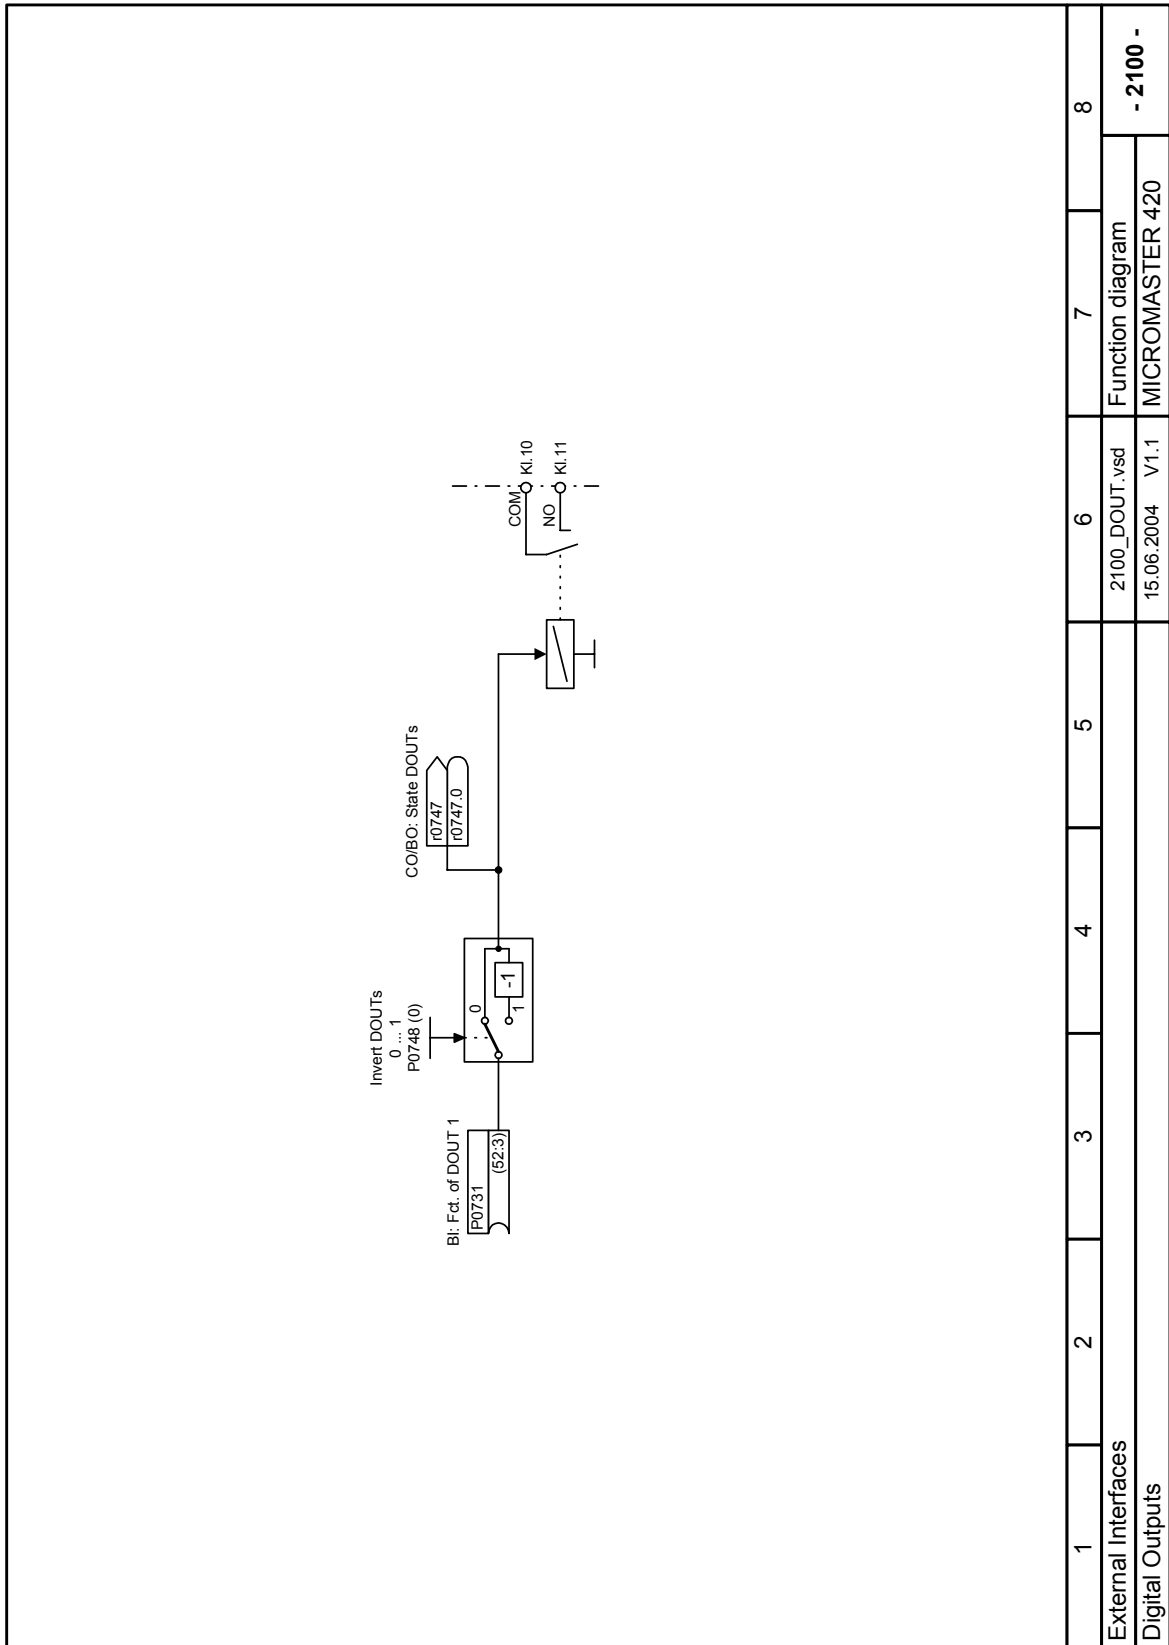 Invert DOUTs
0 ... 1
P0748 (0)
CO/BO: State DOUTs
r0747
r0747.0
BI: Fct. of DOUT 1
P0731
(52:3)
0
1
-1
COM
Kl.10
NO
Kl.11
1 2 3 4 5 6 7 8
External Interfaces 2100_DOUT.vsd Function diagram
- 2100 -
Digital Outputs 15.06.2004 V1.1 MICROMASTER 420